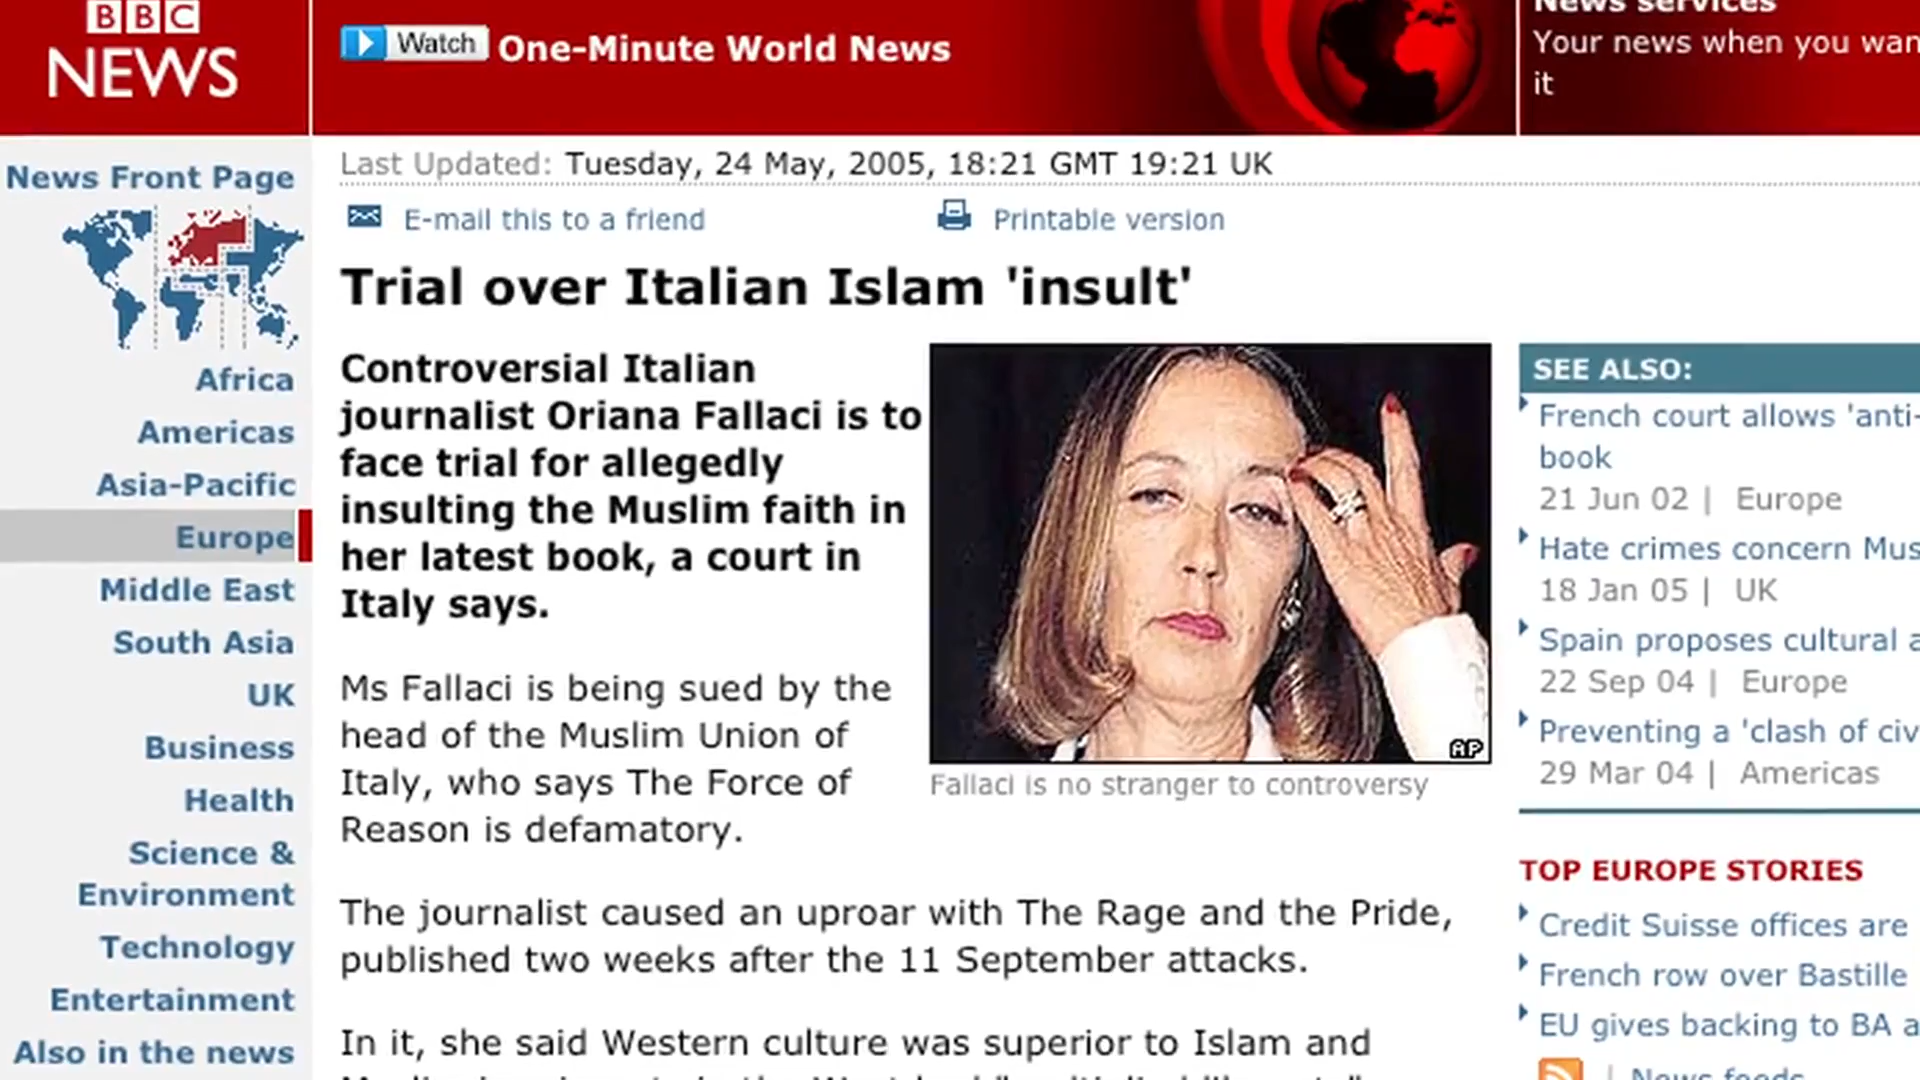 BBC
NEWS
Watch
One-Minute World News
News services
Your news when you wan
it
Last Updated: Tuesday, 24 May, 2005, 18:21 GMT 19:21 UK
E-mail this to a friend
Printable version
News Front Page
Africa
Americas
Asia-Pacific
Europe
Middle East
South Asia
UK
Business
Health
Science &
Environment
Technology
Entertainment
Also in the news
Trial over Italian Islam 'insult'
Controversial Italian
journalist Oriana Fallaci is to
face trial for allegedly
insulting the Muslim faith in
her latest book, a court in
Italy says.
AP
Fallaci is no stranger to controversy
Ms Fallaci is being sued by the
head of the Muslim Union of
Italy, who says The Force of
Reason is defamatory.
The journalist caused an uproar with The Rage and the Pride,
published two weeks after the 11 September attacks.
In it, she said Western culture was superior to Islam and
SEE ALSO:
French court allows 'anti-
book
21 Jun 02 | Europe
Hate crimes concern Mus
18 Jan 05 | UK
Spain proposes cultural a
22 Sep 04 | Europe
Preventing a 'clash of civ
29 Mar 04 | Americas
TOP EUROPE STORIES
Credit Suisse offices are
French row over Bastille
EU gives backing to BA a
| News feeds